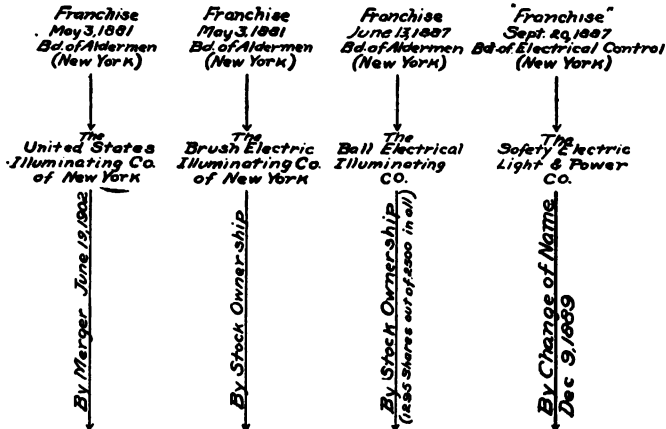 Franchise
May 3, 1881
Bd. of Aldermen
(New York)
The
United States
Illuminating Co.
of New York
By Merger June 19, 1902
Franchise
May 3, 1881
Bd. of Aldermen
(New York)
The
Brush Electric
Illuminating Co.
of New York
By Stock Ownership
Franchise
June 13, 1887
Bd. of Aldermen
(New York)
The
Ball Electrical
Illuminating
Co.
By Stock Ownership
(1235 Shares out of 2500 in all)
"Franchise"
Sept. 20, 1887
Bd. of Electrical Control
(New York)
The
Safety Electric
Light & Power
Co.
By Change of Name
Dec 9, 1889